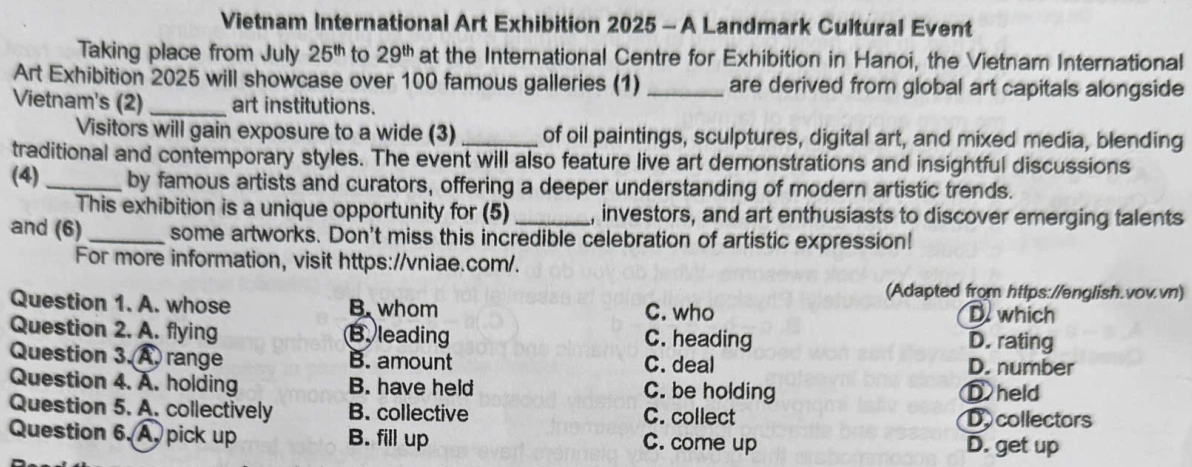 Vietnam International Art Exhibition 2025 – A Landmark Cultural Event
Taking place from July 25th to 29th at the International Centre for Exhibition in Hanoi, the Vietnam International
Art Exhibition 2025 will showcase over 100 famous galleries (1) _______ are derived from global art capitals alongside
Vietnam's (2) _______ art institutions.
Visitors will gain exposure to a wide (3) _______ of oil paintings, sculptures, digital art, and mixed media, blending
traditional and contemporary styles. The event will also feature live art demonstrations and insightful discussions
(4) _______ by famous artists and curators, offering a deeper understanding of modern artistic trends.
This exhibition is a unique opportunity for (5) _______, investors, and art enthusiasts to discover emerging talents
and (6) _______ some artworks. Don't miss this incredible celebration of artistic expression!
For more information, visit https://vniae.com/.
(Adapted from https://english.vov.vn)
Question 1. A. whose B. whom C. who D. which
Question 2. A. flying B. leading C. heading D. rating
Question 3. A. range B. amount C. deal D. number
Question 4. A. holding B. have held C. be holding D. held
Question 5. A. collectively B. collective C. collect D. collectors
Question 6. A. pick up B. fill up C. come up D. get up